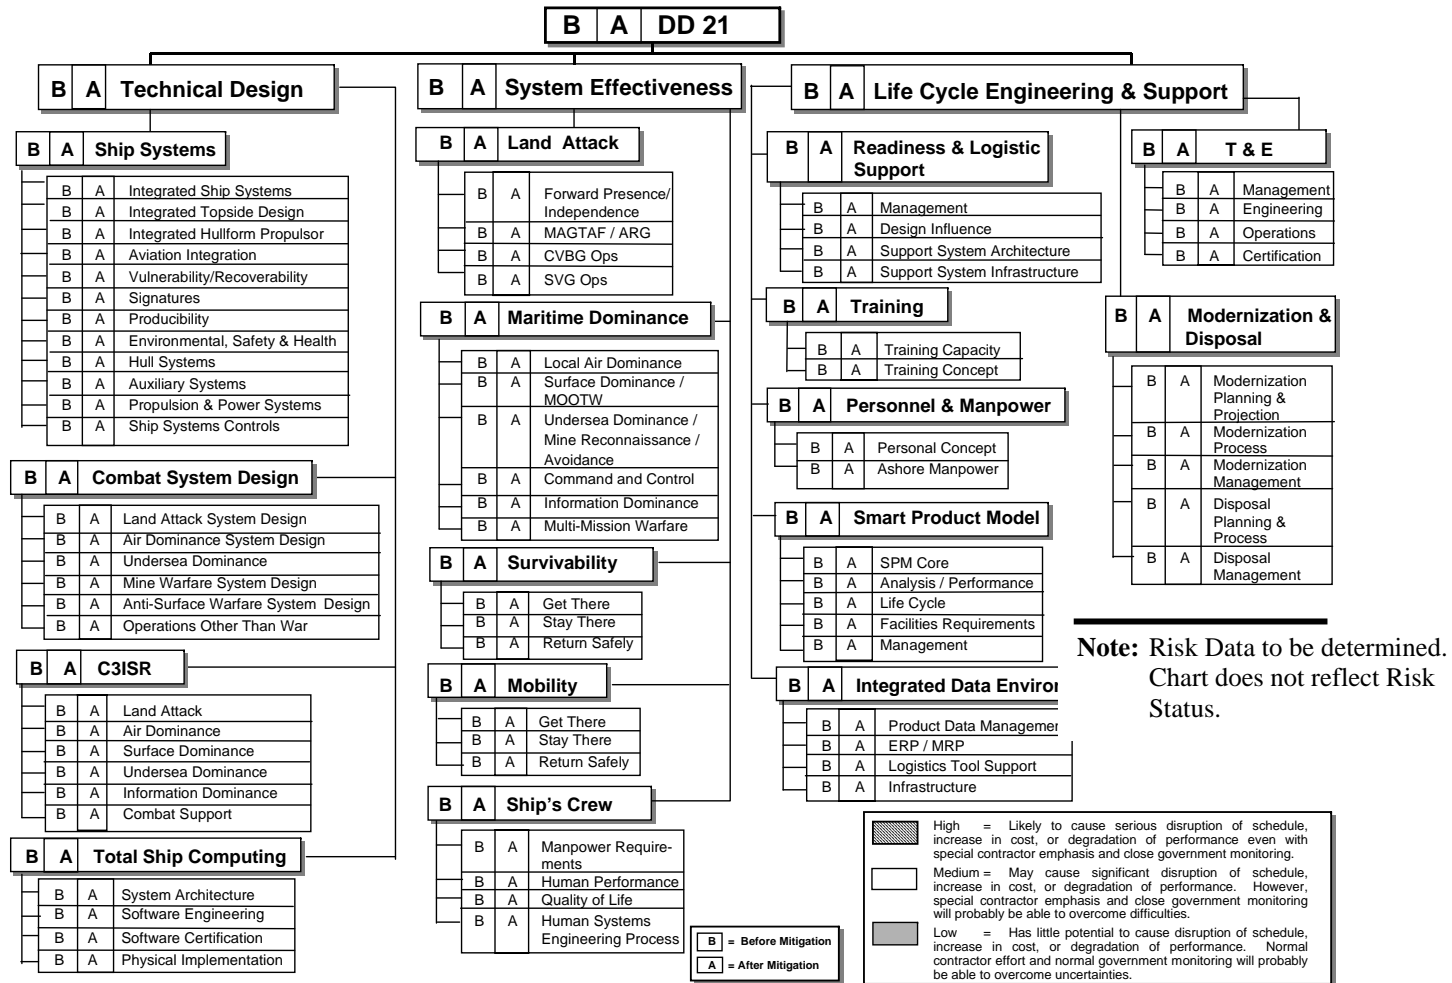 B A DD 21
B A Technical Design
B A Ship Systems
B A Integrated Ship Systems
B A Integrated Topside Design
B A Integrated Hullform Propulsor
B A Aviation Integration
B A Vulnerability/Recoverability
B A Signatures
B A Producibility
B A Environmental, Safety & Health
B A Hull Systems
B A Auxiliary Systems
B A Propulsion & Power Systems
B A Ship Systems Controls
B A Combat System Design
B A Land Attack System Design
B A Air Dominance System Design
B A Undersea Dominance
B A Mine Warfare System Design
B A Anti-Surface Warfare System Design
B A Operations Other Than War
B A C3ISR
B A Land Attack
B A Air Dominance
B A Surface Dominance
B A Undersea Dominance
B A Information Dominance
B A Combat Support
B A Total Ship Computing
B A System Architecture
B A Software Engineering
B A Software Certification
B A Physical Implementation
B A System Effectiveness
B A Land Attack
B A Forward Presence/
Independence
B A MAGTAF / ARG
B A CVBG Ops
B A SVG Ops
B A Maritime Dominance
B A Local Air Dominance
B A Surface Dominance /
MOOTW
B A Undersea Dominance /
Mine Reconnaissance /
Avoidance
B A Command and Control
B A Information Dominance
B A Multi-Mission Warfare
B A Survivability
B A Get There
B A Stay There
B A Return Safely
B A Mobility
B A Get There
B A Stay There
B A Return Safely
B A Ship's Crew
B A Manpower Require-
ments
B A Human Performance
B A Quality of Life
B A Human Systems
Engineering Process
B A Life Cycle Engineering & Support
B A Readiness & Logistic
Support
B A Management
B A Design Influence
B A Support System Architecture
B A Support System Infrastructure
B A Training
B A Training Capacity
B A Training Concept
B A Personnel & Manpower
B A Personal Concept
B A Ashore Manpower
B A Smart Product Model
B A SPM Core
B A Analysis / Performance
B A Life Cycle
B A Facilities Requirements
B A Management
B A Integrated Data Environ
B A Product Data Managemen
B A ERP / MRP
B A Logistics Tool Support
B A Infrastructure
B A T & E
B A Management
B A Engineering
B A Operations
B A Certification
B A Modernization &
Disposal
B A Modernization
Planning &
Projection
B A Modernization
Process
B A Modernization
Management
B A Disposal
Planning &
Process
B A Disposal
Management
Note: Risk Data to be determined.
Chart does not reflect Risk
Status.
B = Before Mitigation
A = After Mitigation
High = Likely to cause serious disruption of schedule,
increase in cost, or degradation of performance even with
special contractor emphasis and close government monitoring.
Medium = May cause significant disruption of schedule,
increase in cost, or degradation of performance. However,
special contractor emphasis and close government monitoring
will probably be able to overcome difficulties.
Low = Has little potential to cause disruption of schedule,
increase in cost, or degradation of performance. Normal
contractor effort and normal government monitoring will probably
be able to overcome uncertainties.